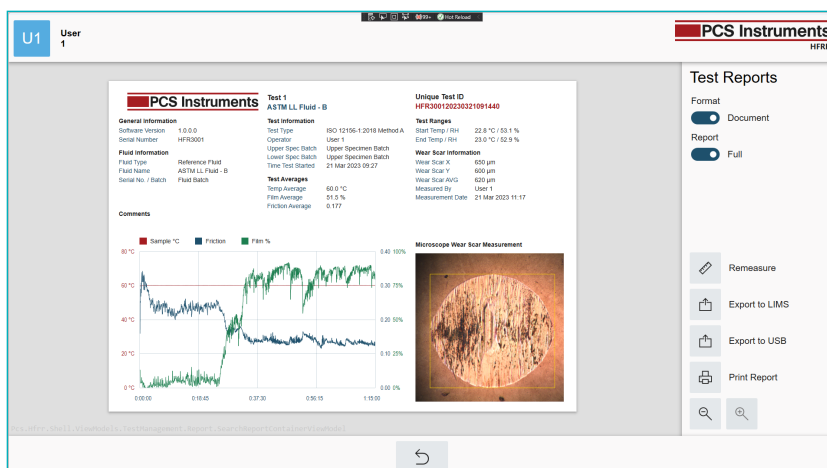 99+ Hot Reload
U1 User
1
PCS Instruments
HFR
PCS Instruments
Test 1
ASTM LL Fluid - B
Unique Test ID
HFR300120230321091440
General Information
Software Version 1.0.0.0
Serial Number HFR3001
Fluid Information
Fluid Type Reference Fluid
Fluid Name ASTM LL Fluid - B
Serial No. / Batch Fluid Batch
Test Information
Test Type ISO 12156-1:2018 Method A
Operator User 1
Upper Spec Batch Upper Specimen Batch
Lower Spec Batch Upper Specimen Batch
Time Test Started 21 Mar 2023 09:27
Test Averages
Temp Average 60.0 °C
Film Average 51.5 %
Friction Average 0.177
Test Ranges
Start Temp / RH 22.8 °C / 53.1 %
End Temp / RH 23.0 °C / 52.9 %
Wear Scar Information
Wear Scar X 650 µm
Wear Scar Y 600 µm
Wear Scar AVG 620 µm
Measured By User 1
Measurement Date 21 Mar 2023 11:17
Comments
Sample °C Friction Film %
80 °C 0.40 100%
60 °C 0.30 75%
40 °C 0.20 50%
20 °C 0.10 25%
0 °C 0.00 0%
0:00:00 0:18:45 0:37:30 0:56:15 1:15:00
Microscope Wear Scar Measurement
Test Reports
Format
Document
Report
Full
Remeasure
Export to LIMS
Export to USB
Print Report
Pcs.Hfrr.Shell.ViewModels.TestManagement.Report.SearchReportContainerViewModel